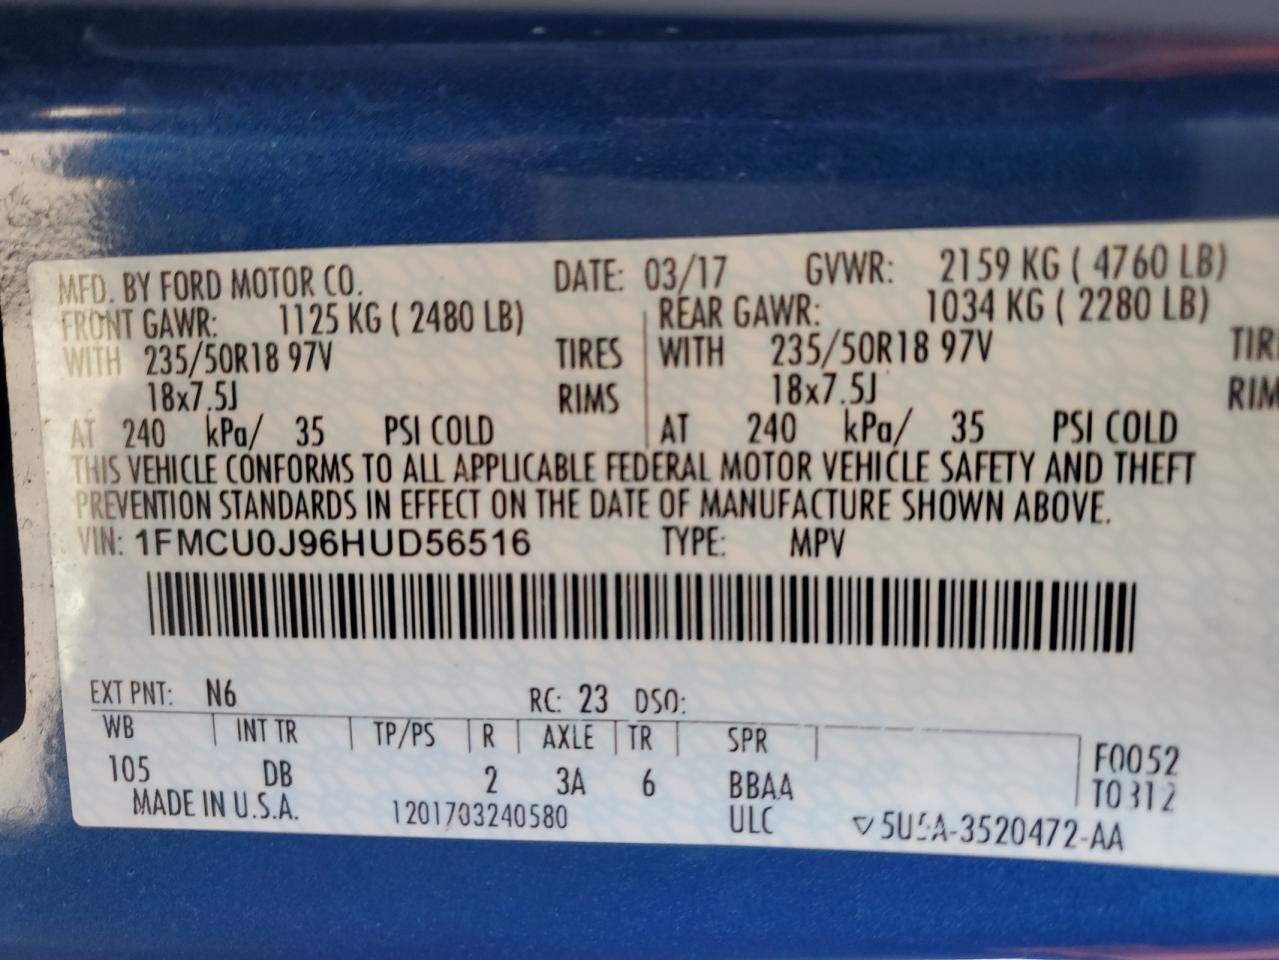 MFD. BY FORD MOTOR CO. DATE: 03/17 GVWR: 2159 KG ( 4760 LB)
FRONT GAWR: 1125 KG ( 2480 LB) REAR GAWR: 1034 KG ( 2280 LB)
WITH 235/50R18 97V TIRES WITH 235/50R18 97V TIR
18x7.5J RIMS 18x7.5J RIM
AT 240 kPa/ 35 PSI COLD AT 240 kPa/ 35 PSI COLD
THIS VEHICLE CONFORMS TO ALL APPLICABLE FEDERAL MOTOR VEHICLE SAFETY AND THEFT
PREVENTION STANDARDS IN EFFECT ON THE DATE OF MANUFACTURE SHOWN ABOVE.
VIN: 1FMCU0J96HUD56516 TYPE: MPV
EXT PNT: N6 RC: 23 DSO:
WB INT TR TP/PS R AXLE TR SPR F0052
105 DB 2 3A 6 BBAA T0312
MADE IN U.S.A. 1201703240580 ULC